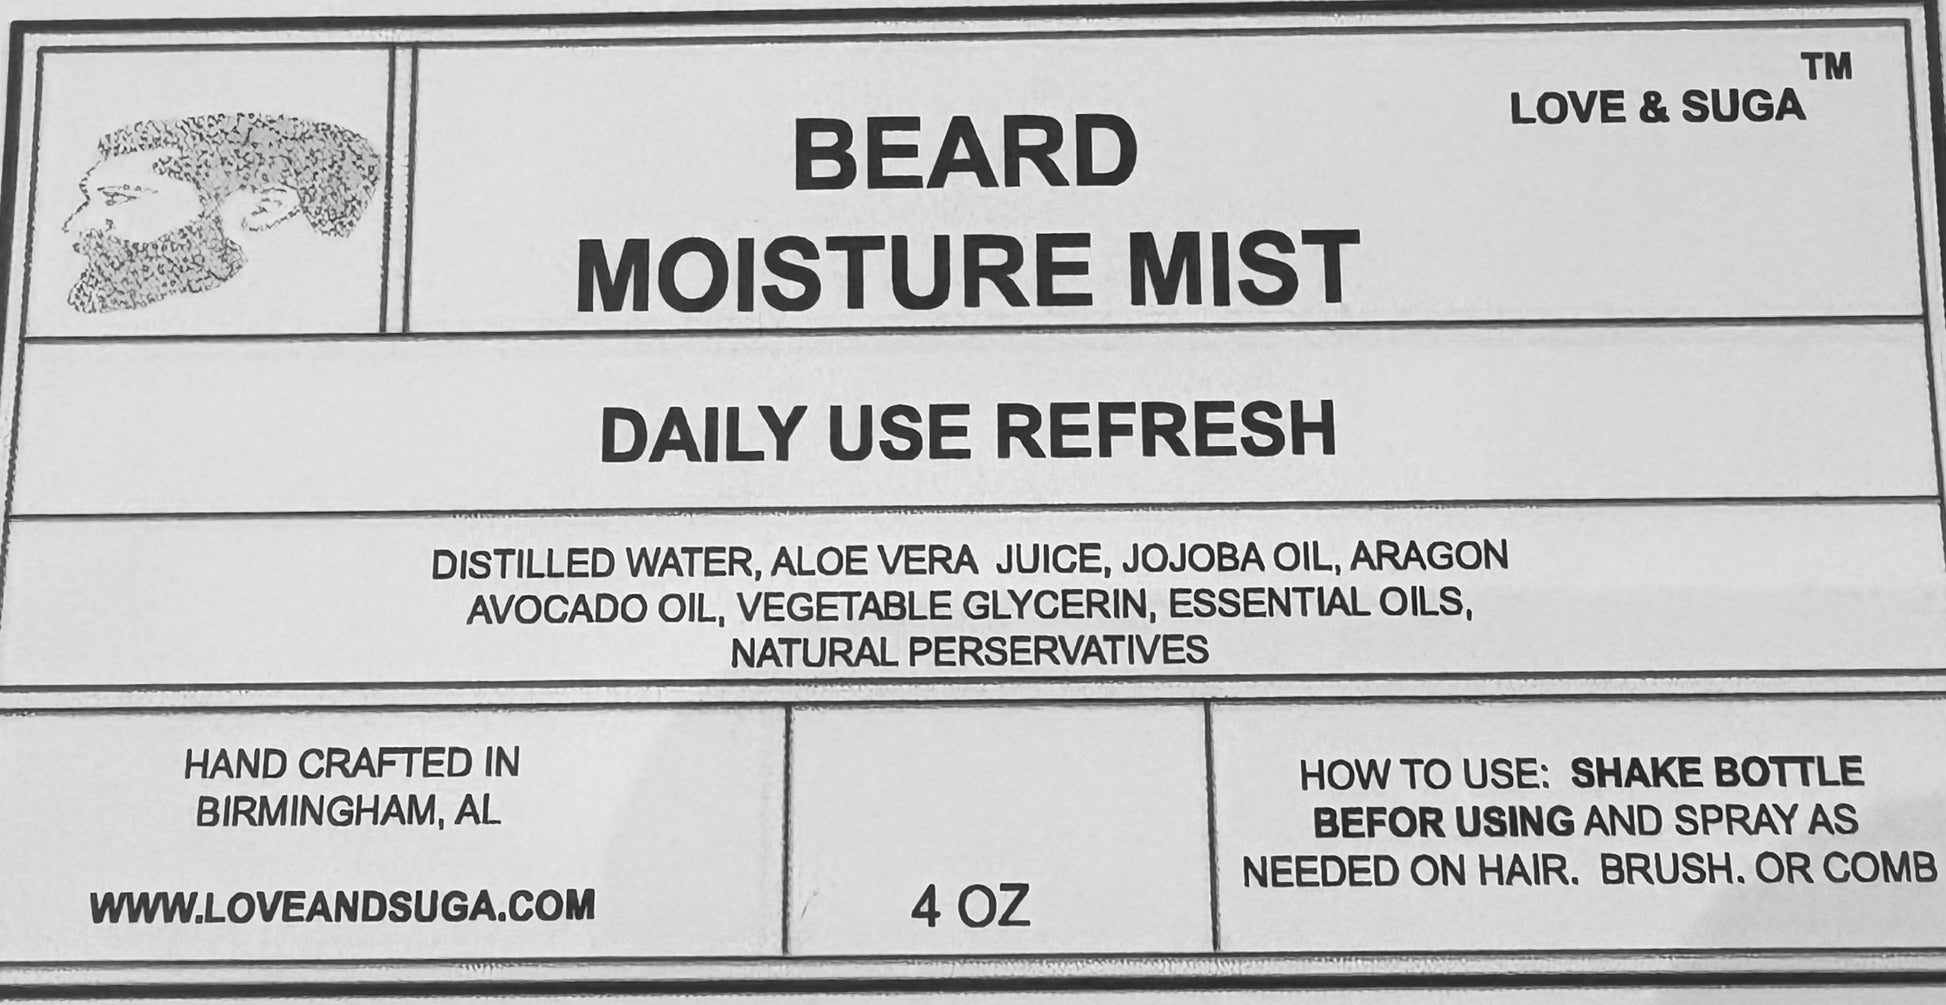 LOVE & SUGA™
BEARD
MOISTURE MIST
DAILY USE REFRESH
DISTILLED WATER, ALOE VERA JUICE, JOJOBA OIL, ARAGON
AVOCADO OIL, VEGETABLE GLYCERIN, ESSENTIAL OILS,
NATURAL PERSERVATIVES
HAND CRAFTED IN
BIRMINGHAM, AL
WWW.LOVEANDSUGA.COM
4 OZ
HOW TO USE: SHAKE BOTTLE
BEFOR USING AND SPRAY AS
NEEDED ON HAIR. BRUSH. OR COMB